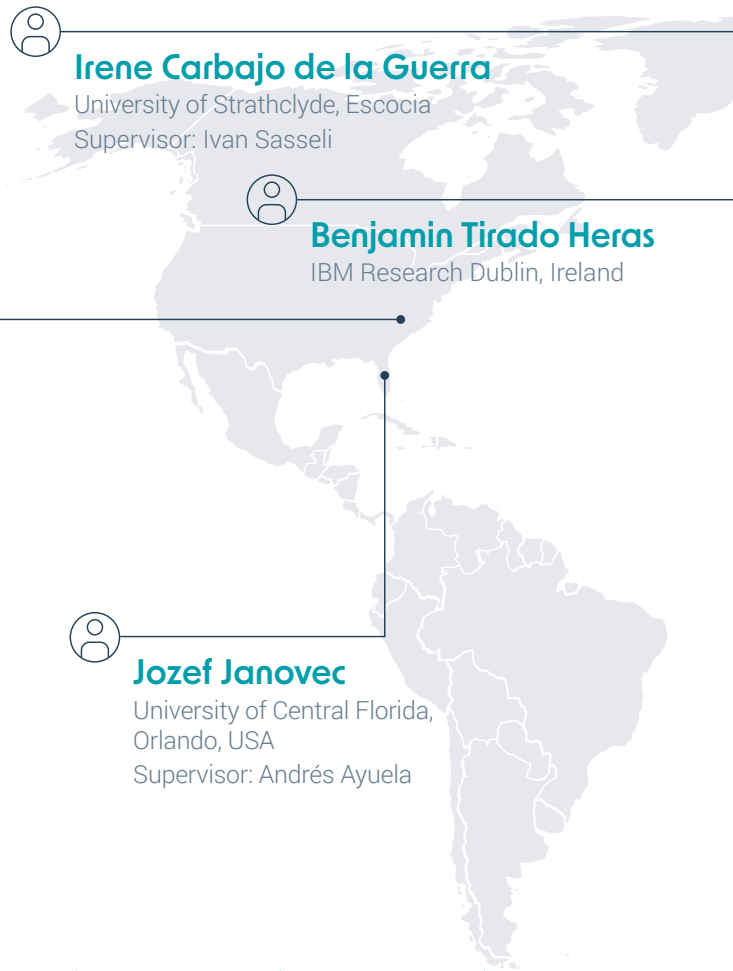 Irene Carbajo de la Guerra
University of Strathclyde, Escocia
Supervisor: Ivan Sasseli
Benjamin Tirado Heras
IBM Research Dublin, Ireland
Jozef Janovec
University of Central Florida,
Orlando, USA
Supervisor: Andrés Ayuela